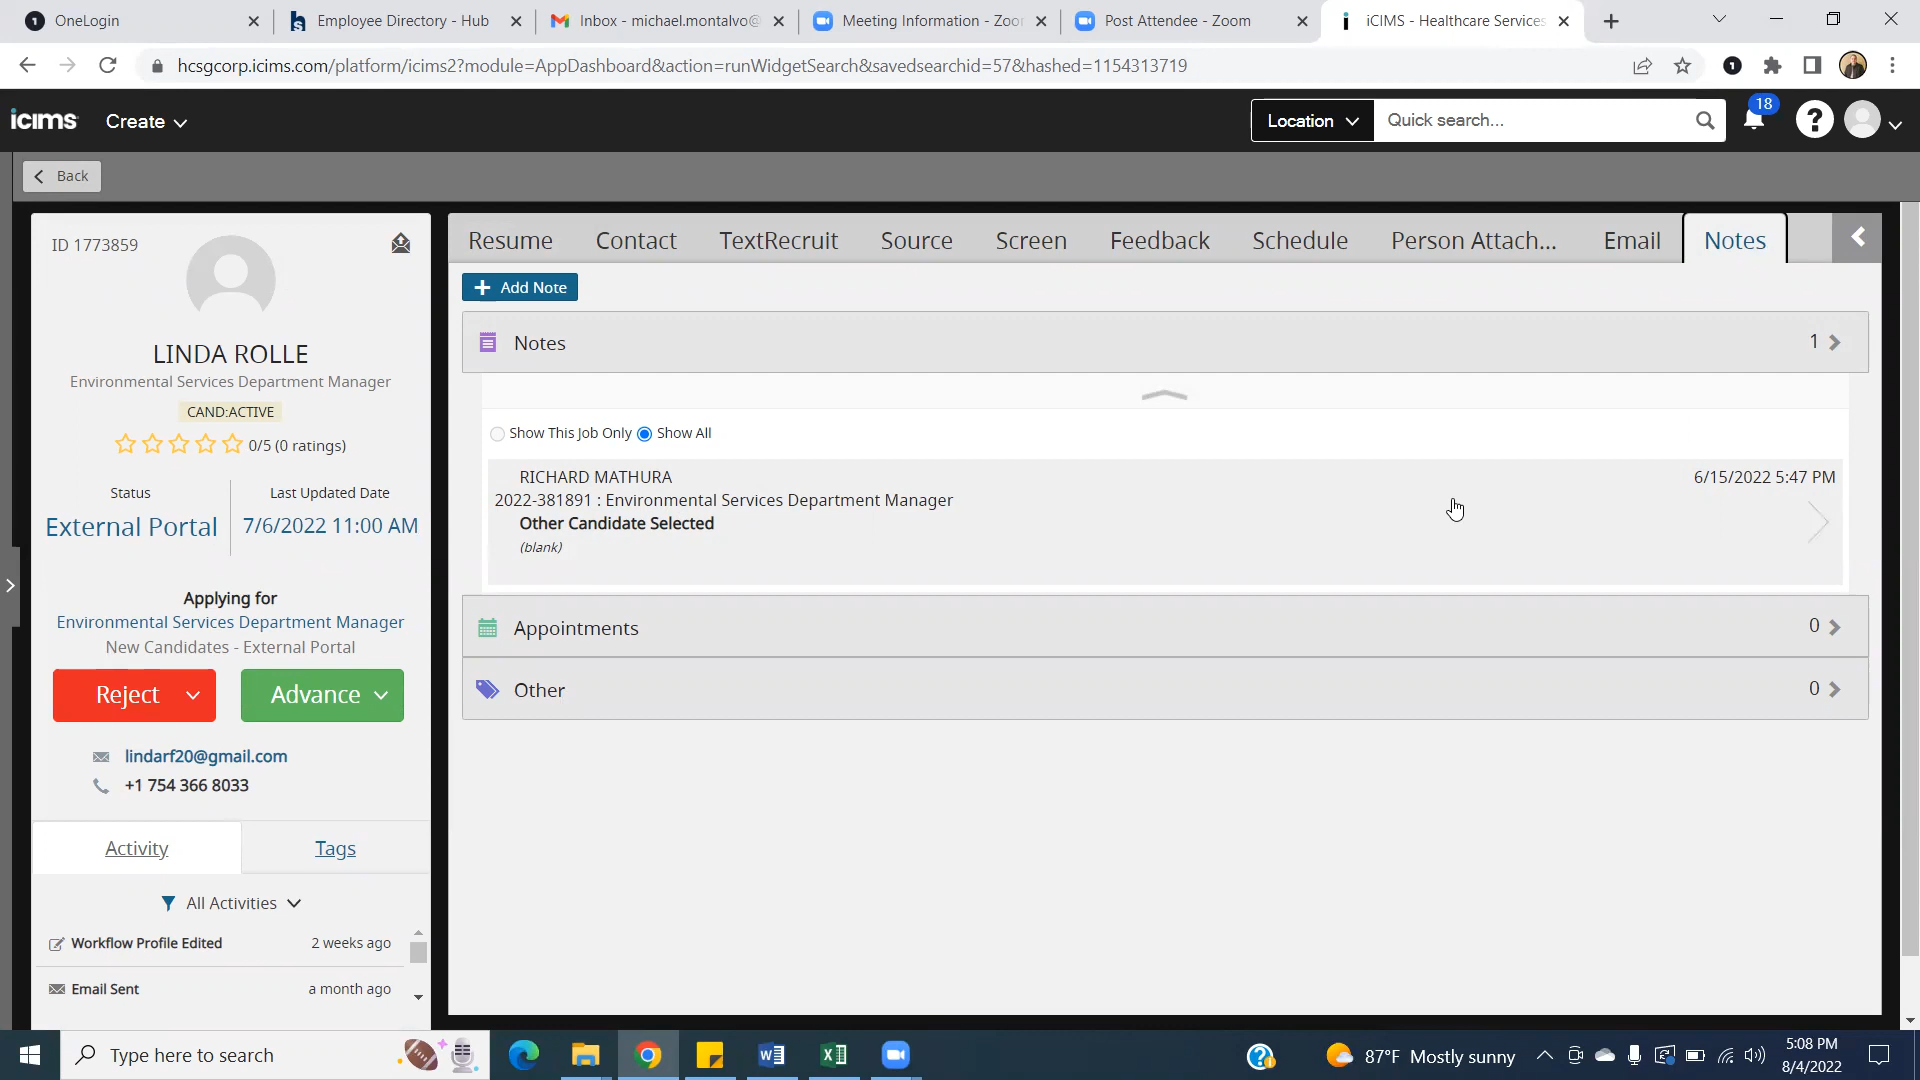 OneLogin
Employee Directory - Hub
Inbox - michael.montalvo@
Meeting Information - Zoo
Post Attendee - Zoom
iCIMS - Healthcare Services
hcsgcorp.icims.com/platform/icims2?module=AppDashboard&action=runWidgetSearch&savedsearchid=57&hashed=1154313719
icims
Create
Location
Quick search...
18
Back
ID 1773859
LINDA ROLLE
Environmental Services Department Manager
CAND:ACTIVE
0/5 (0 ratings)
Status
Last Updated Date
External Portal
7/6/2022 11:00 AM
Applying for
Environmental Services Department Manager
New Candidates - External Portal
Reject
Advance
lindarf20@gmail.com
+1 754 366 8033
Activity
Tags
All Activities
Workflow Profile Edited
2 weeks ago
Email Sent
a month ago
Resume
Contact
TextRecruit
Source
Screen
Feedback
Schedule
Person Attach...
Email
Notes
Add Note
Notes
1
Show This Job Only
Show All
RICHARD MATHURA
6/15/2022 5:47 PM
2022-381891 : Environmental Services Department Manager
Other Candidate Selected
(blank)
Appointments
0
Other
0
Type here to search
87°F Mostly sunny
5:08 PM
8/4/2022